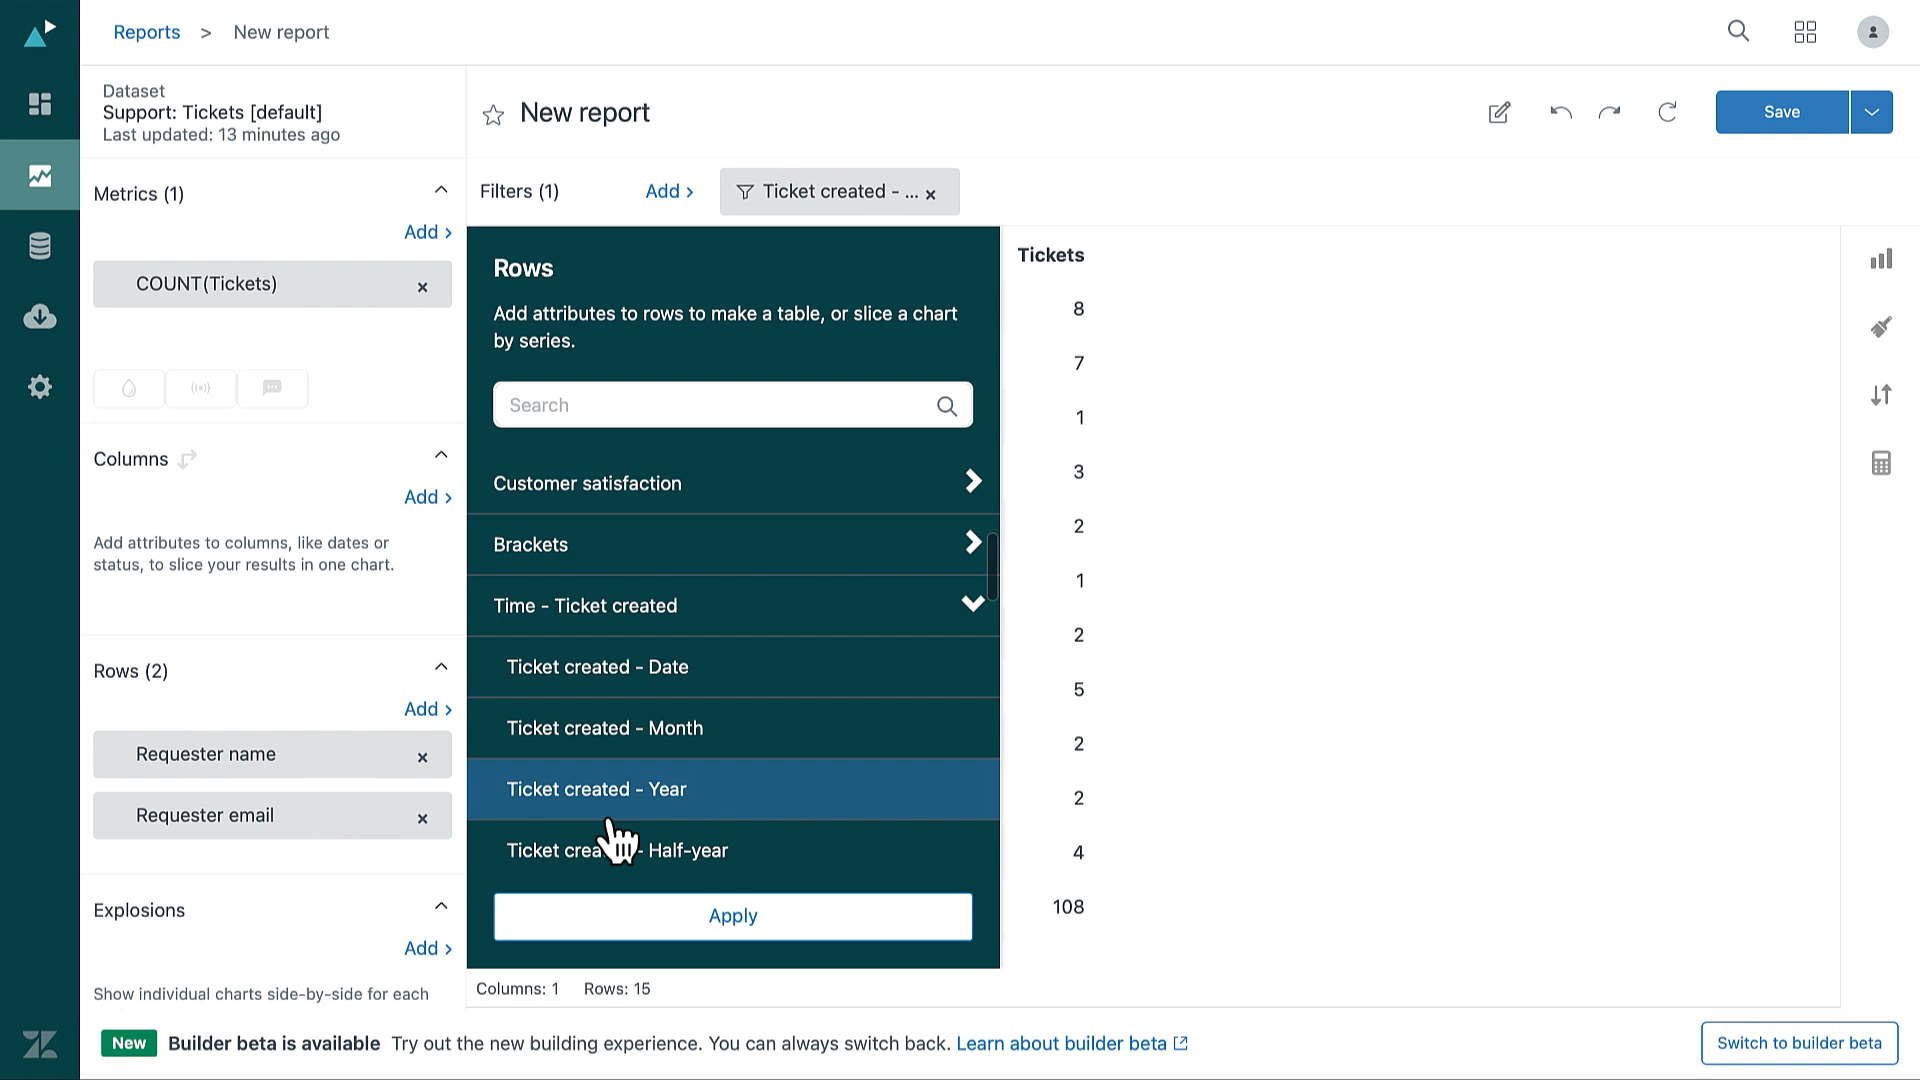 Reports > New report
Dataset
Support: Tickets [default]
Last updated: 13 minutes ago
New report
Save
Metrics (1)
Add >
COUNT(Tickets)
Columns
Add >
Add attributes to columns, like dates or
status, to slice your results in one chart.
Rows (2)
Add >
Requester name
Requester email
Explosions
Add >
Show individual charts side-by-side for each
Filters (1)
Add >
Ticket created - ...
Rows
Add attributes to rows to make a table, or slice a chart
by series.
Search
Customer satisfaction
Brackets
Time - Ticket created
Ticket created - Date
Ticket created - Month
Ticket created - Year
Ticket crea - Half-year
Apply
Tickets
8
7
1
3
2
1
2
5
2
2
4
108
Columns: 1 Rows: 15
New Builder beta is available Try out the new building experience. You can always switch back. Learn about builder beta
Switch to builder beta